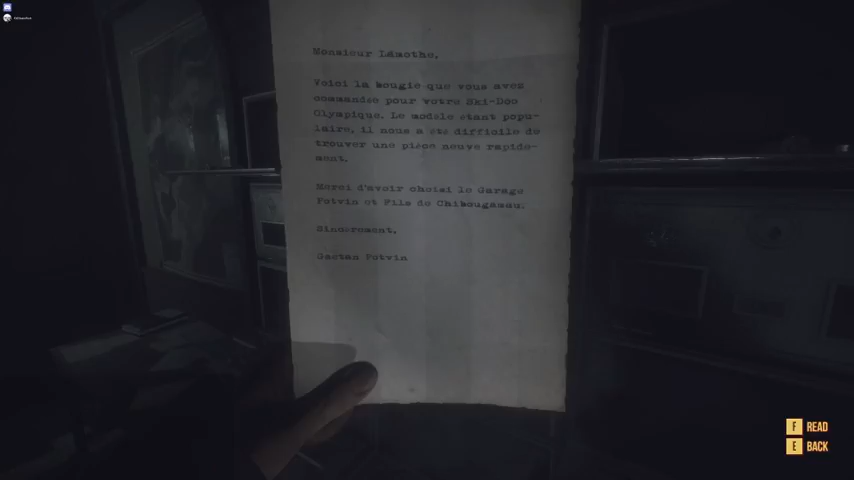 Monsieur Lamothe,
Voici la bougie que vous avez
commandée pour votre Ski-Doo
Olympique. Le modèle étant popu-
laire, il nous a été difficile de
trouver une pièce neuve rapide-
ment.
Merci d'avoir choisi le Garage
Potvin et Fils de Chibougamau.
Sincèrement,
Gaétan Potvin
F READ
E BACK